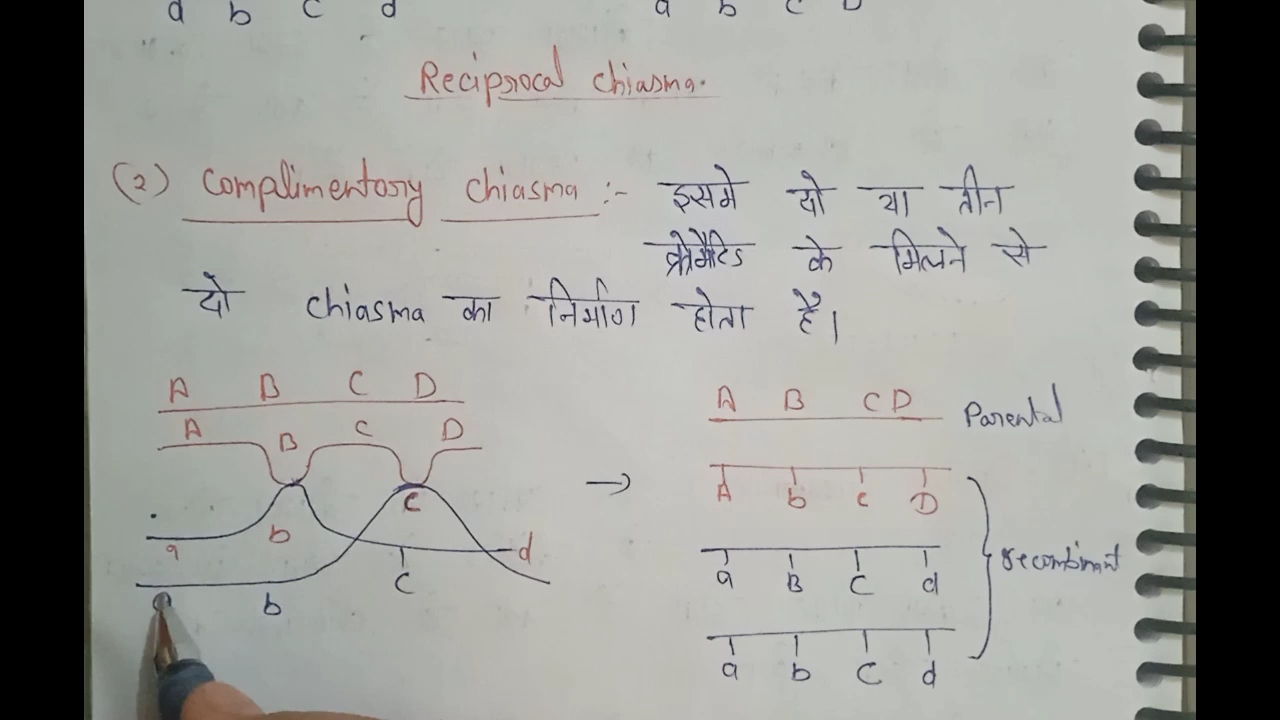 a b c d a b c D
Reciprocal chiasma.
(2) Complimentory chiasma :- इसमे दो या तीन
क्रोमैटिड के मिलने से
दो chiasma का निर्माण होता है।
A B C D
A B C D
a b c d
b c
→
A B C D Parental
A b c D
a B C d
a b C d
recombinant